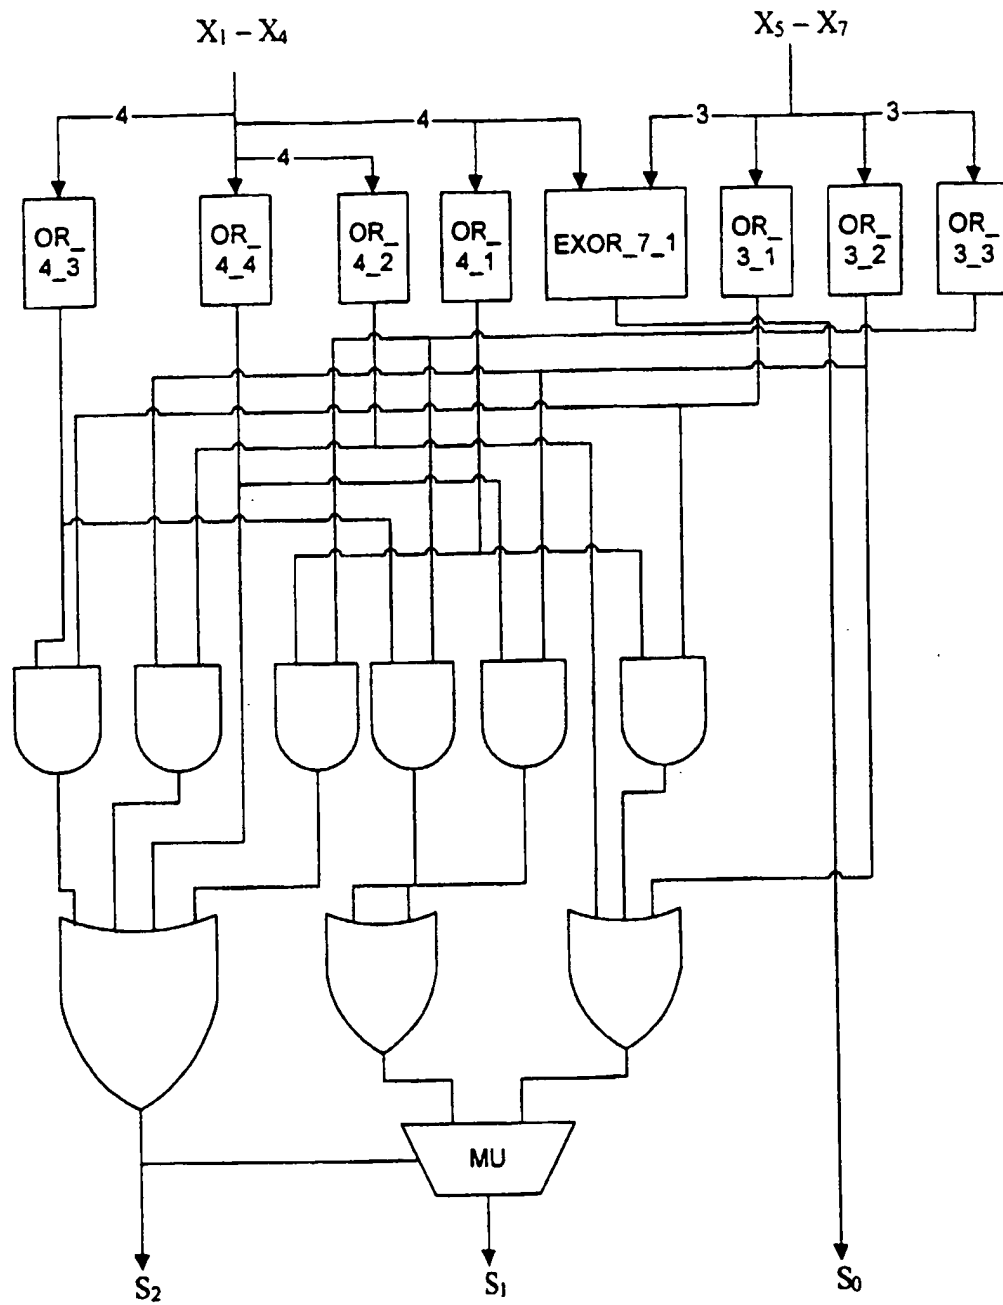 X₁ – X₄
X₅ – X₇
4
4
4
3
3
OR_
4_3
OR_
4_4
OR_
4_2
OR_
4_1
EXOR_7_1
OR_
3_1
OR_
3_2
OR_
3_3
MU
S₂
S₁
S₀